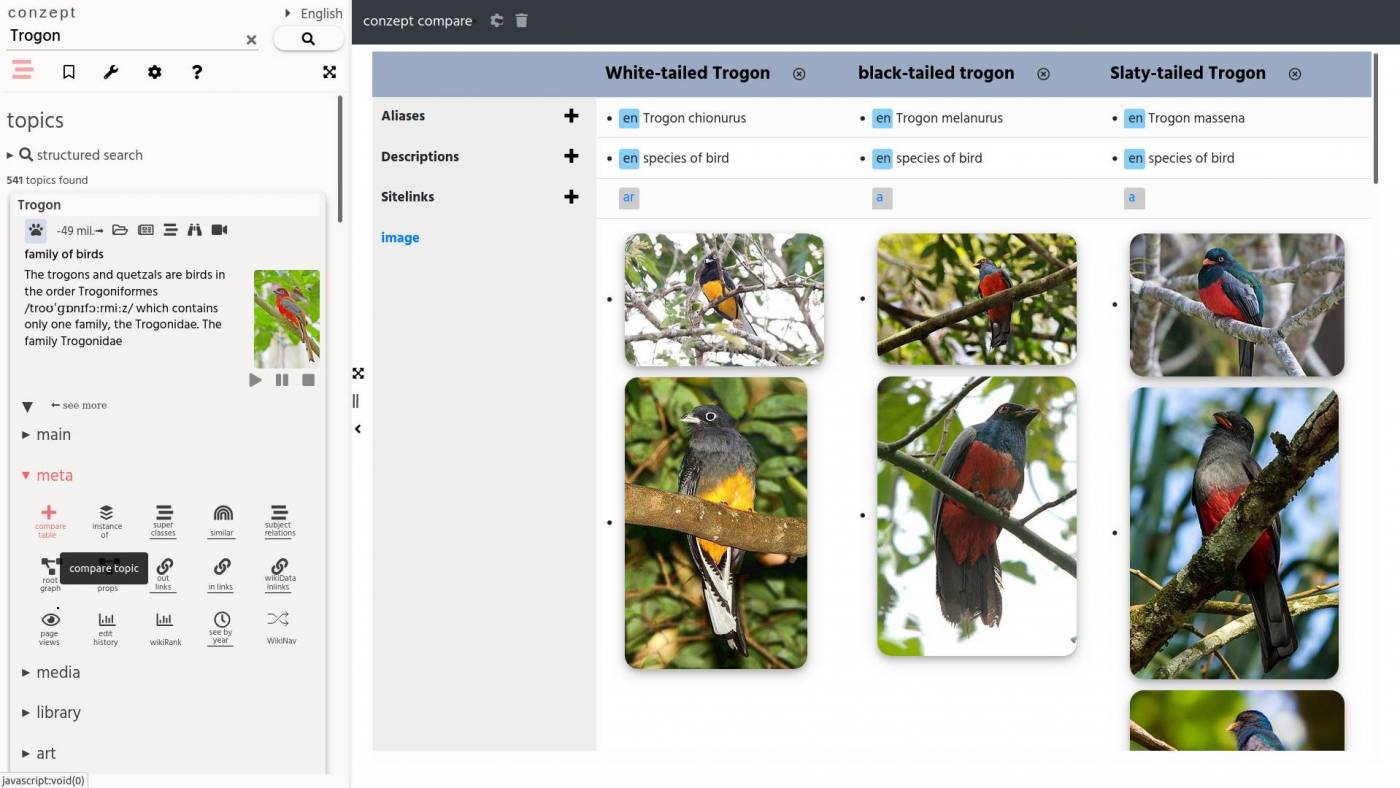 conzept
English
Trogon
topics
structured search
541 topics found
Trogon
-49 mil.→
family of birds
The trogons and quetzals are birds in
the order Trogoniformes
/troʊˈɡɒnɪfɔːrmiːz/ which contains
only one family, the Trogonidae. The
family Trogonidae
← see more
main
meta
compare table
instance of
super classes
similar
subject relations
root graph
compare topic
props
out links
in links
wikiData inlinks
page views
edit history
wikiRank
see by year
WikiNav
media
library
art
javascript:void(0)
conzept compare
White-tailed Trogon
black-tailed trogon
Slaty-tailed Trogon
Aliases
en Trogon chionurus
en Trogon melanurus
en Trogon massena
Descriptions
en species of bird
en species of bird
en species of bird
Sitelinks
ar
a
a
image